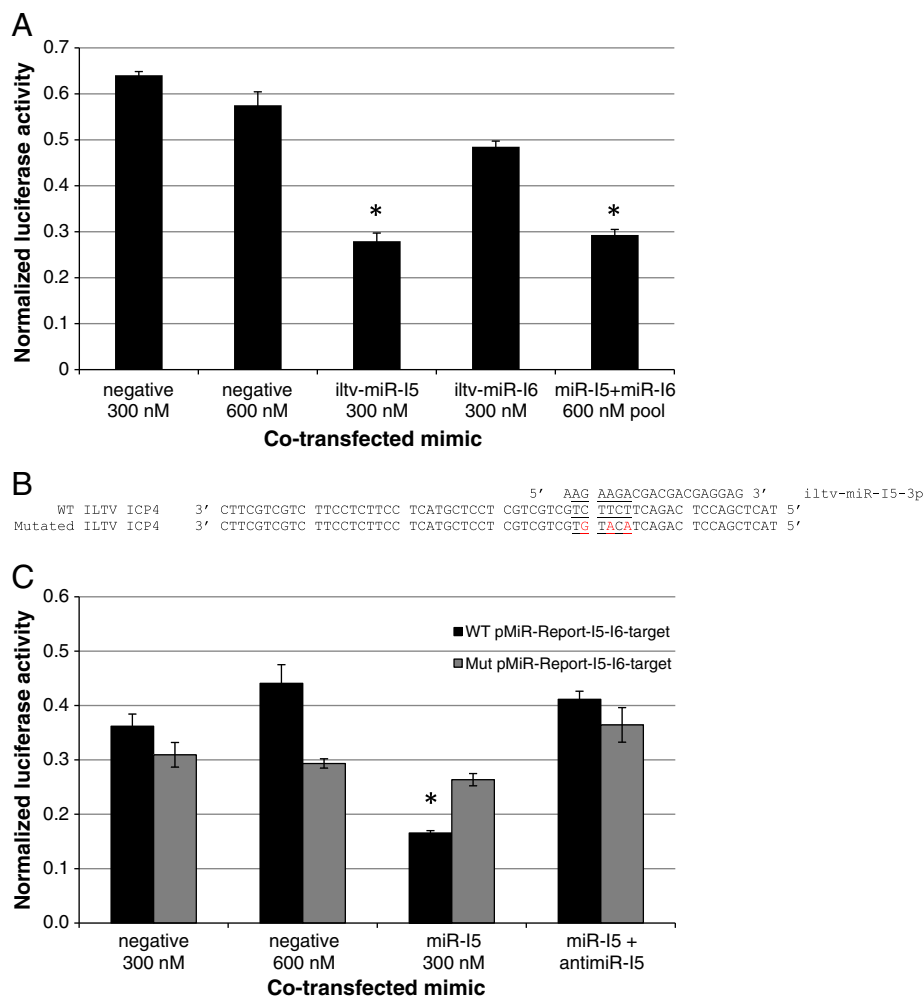 A
Normalized luciferase activity
0.7
0.6
0.5
0.4
0.3
0.2
0.1
0
*
*
negative 300 nM
negative 600 nM
iltv-miR-I5 300 nM
iltv-miR-I6 300 nM
miR-I5+miR-I6 600 nM pool
Co-transfected mimic
B
5' AAG AAGACGACGACGAGGAG 3' iltv-miR-I5-3p
WT ILTV ICP4 3' CTTCGTCGTC TTCCTCTTCC TCATGCTCCT CGTCGTCGTC TTCTTCAGAC TCCAGCTCAT 5'
Mutated ILTV ICP4 3' CTTCGTCGTC TTCCTCTTCC TCATGCTCCT CGTCGTCGTG TACATCAGAC TCCAGCTCAT 5'
C
Normalized luciferase activity
0.6
0.5
0.4
0.3
0.2
0.1
0.0
WT pMiR-Report-I5-I6-target
Mut pMiR-Report-I5-I6-target
*
negative 300 nM
negative 600 nM
miR-I5 300 nM
miR-I5 + antimiR-I5
Co-transfected mimic